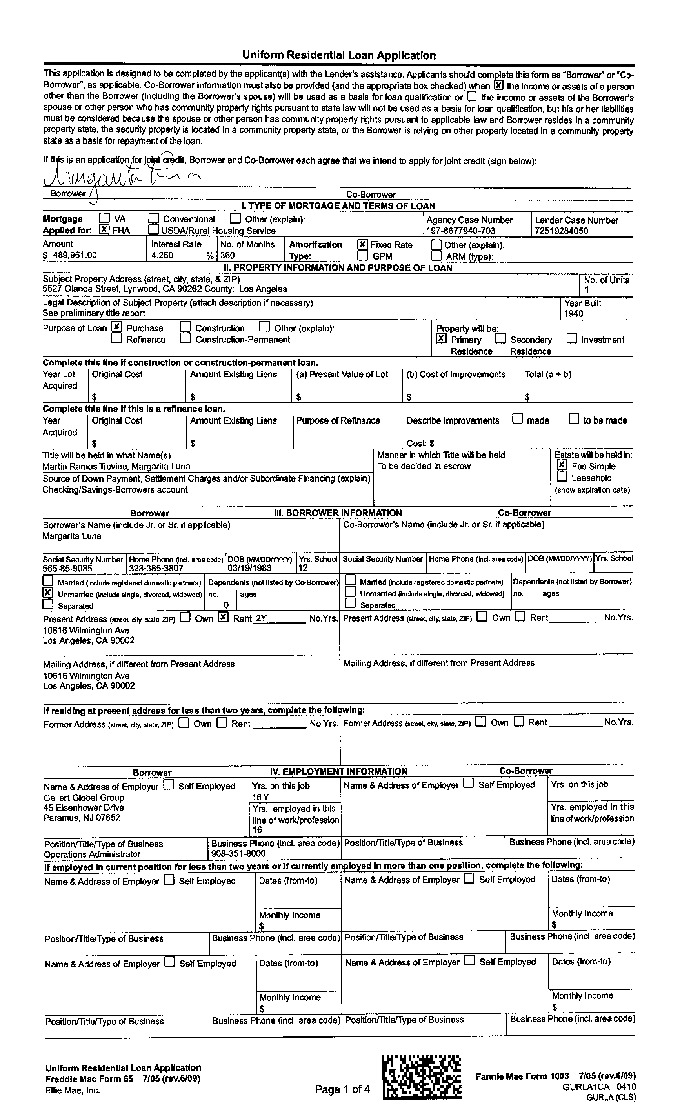 Uniform Residential Loan Application
This application is designed to be completed by the applicant(s) with the Lender's assistance. Applicants should complete this form as "Borrower" or "Co-
Borrower", as applicable. Co-Borrower information must also be provided (and the appropriate box checked) when ☒ the income or assets of a person
other than the Borrower (including the Borrower's spouse) will be used as a basis for loan qualification or ☐ the income or assets of the Borrower's
spouse or other person who has community property rights pursuant to state law will not be used as a basis for loan qualification, but his or her liabilities
must be considered because the spouse or other person has community property rights pursuant to applicable law and Borrower resides in a community
property state, the security property is located in a community property state, or the Borrower is relying on other property located in a community property
state as a basis for repayment of the loan.
If this is an application for joint credit, Borrower and Co-Borrower each agree that we intend to apply for joint credit (sign below):
Borrower Co-Borrower
I. TYPE OF MORTGAGE AND TERMS OF LOAN
Mortgage ☐ VA ☐ Conventional ☐ Other (explain): Agency Case Number Lender Case Number
Applied for: ☒ FHA ☐ USDA/Rural Housing Service 197-6677940-703 72519284050
Amount Interest Rate No. of Months Amortization ☒ Fixed Rate ☐ Other (explain):
$ 4.250 % 360 Type: ☐ GPM ☐ ARM (type):
II. PROPERTY INFORMATION AND PURPOSE OF LOAN
Subject Property Address (street, city, state, & ZIP) No. of Units
Lynwood, CA 90262 County: Los Angeles 1
Legal Description of Subject Property (attach description if necessary) Year Built
See preliminary title report. 1940
Purpose of Loan ☒ Purchase ☐ Construction ☐ Other (explain): Property will be:
☐ Refinance ☐ Construction-Permanent ☒ Primary Residence ☐ Secondary Residence ☐ Investment
Complete this line if construction or construction-permanent loan.
Year Lot Acquired Original Cost Amount Existing Liens (a) Present Value of Lot (b) Cost of Improvements Total (a + b)
$ $ $ $ $
Complete this line if this is a refinance loan.
Year Acquired Original Cost Amount Existing Liens Purpose of Refinance Describe Improvements ☐ made ☐ to be made
$ $ Cost: $
Title will be held in what Name(s) Manner in which Title will be held Estate will be held in:
Martin Ramos Trevino, Margarita Luna To be decided in escrow ☒ Fee Simple
Source of Down Payment, Settlement Charges and/or Subordinate Financing (explain) ☐ Leasehold
Checking/Savings-Borrowers account (show expiration date)
Borrower III. BORROWER INFORMATION Co-Borrower
Borrower's Name (include Jr. or Sr. if applicable) Co-Borrower's Name (include Jr. or Sr. if applicable)
Margarita Luna
Social Security Number Home Phone (incl. area code) DOB (MM/DD/YYYY) Yrs. School Social Security Number Home Phone (incl. area code) DOB (MM/DD/YYYY) Yrs. School
03/19/1983 12
☐ Married (include registered domestic partners) Dependents (not listed by Co-Borrower) ☐ Married (include registered domestic partners) Dependents (not listed by Borrower)
☒ Unmarried (include single, divorced, widowed) no. ages ☐ Unmarried (include single, divorced, widowed) no. ages
☐ Separated 0 ☐ Separated
Present Address (street, city, state, ZIP) ☐ Own ☒ Rent 2Y No. Yrs. Present Address (street, city, state, ZIP) ☐ Own ☐ Rent No. Yrs.
10616 Wilmington Ave
Los Angeles, CA 90002
Mailing Address, if different from Present Address Mailing Address, if different from Present Address
10616 Wilmington Ave
Los Angeles, CA 90002
If residing at present address for less than two years, complete the following:
Former Address (street, city, state, ZIP) ☐ Own ☐ Rent No. Yrs. Former Address (street, city, state, ZIP) ☐ Own ☐ Rent No. Yrs.
Borrower IV. EMPLOYMENT INFORMATION Co-Borrower
Name & Address of Employer ☐ Self Employed Yrs. on this job Name & Address of Employer ☐ Self Employed Yrs. on this job
Global Group 16 Y
45 Eisenhower Drive Yrs. employed in this line of work/profession Yrs. employed in this line of work/profession
Paramus, NJ 07652 16
Position/Title/Type of Business Business Phone (incl. area code) Position/Title/Type of Business Business Phone (incl. area code)
Operations Administrator 908-351-8000
If employed in current position for less than two years or if currently employed in more than one position, complete the following:
Name & Address of Employer ☐ Self Employed Dates (from-to) Name & Address of Employer ☐ Self Employed Dates (from-to)
Monthly Income Monthly Income
$ $
Position/Title/Type of Business Business Phone (incl. area code) Position/Title/Type of Business Business Phone (incl. area code)
Name & Address of Employer ☐ Self Employed Dates (from-to) Name & Address of Employer ☐ Self Employed Dates (from-to)
Monthly Income Monthly Income
$ $
Position/Title/Type of Business Business Phone (incl. area code) Position/Title/Type of Business Business Phone (incl. area code)
Uniform Residential Loan Application
Freddie Mac Form 65 7/05 (rev.6/09) Fannie Mae Form 1003 7/05 (rev.6/09)
Ellie Mae, Inc. Page 1 of 4 GURLA1CA 0410
GURLA (CLS)